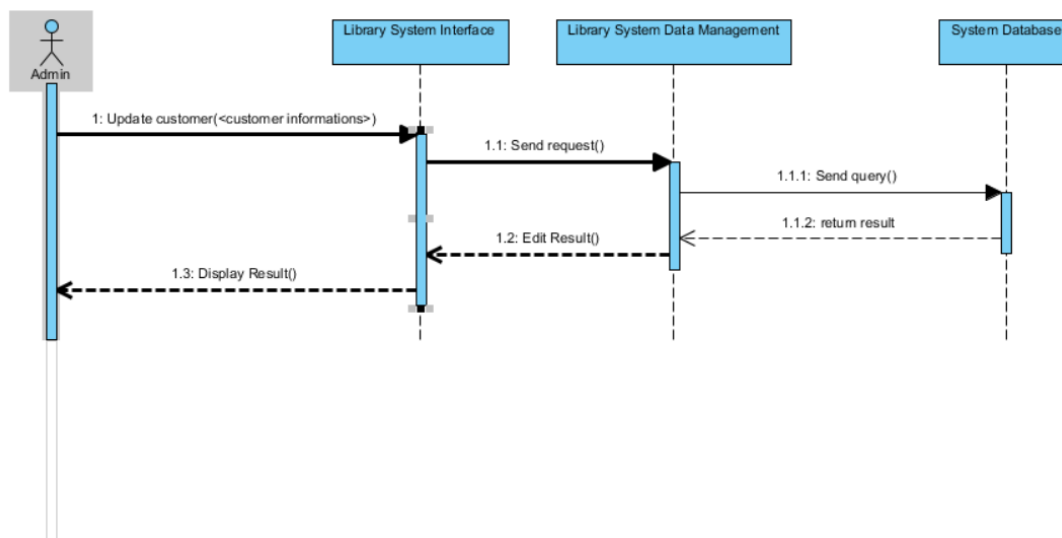 Library System Interface
Library System Data Management
System Database
Admin
1: Update customer(<customer informations>)
1.1: Send request()
1.1.1: Send query()
1.1.2: return result
1.2: Edit Result()
1.3: Display Result()